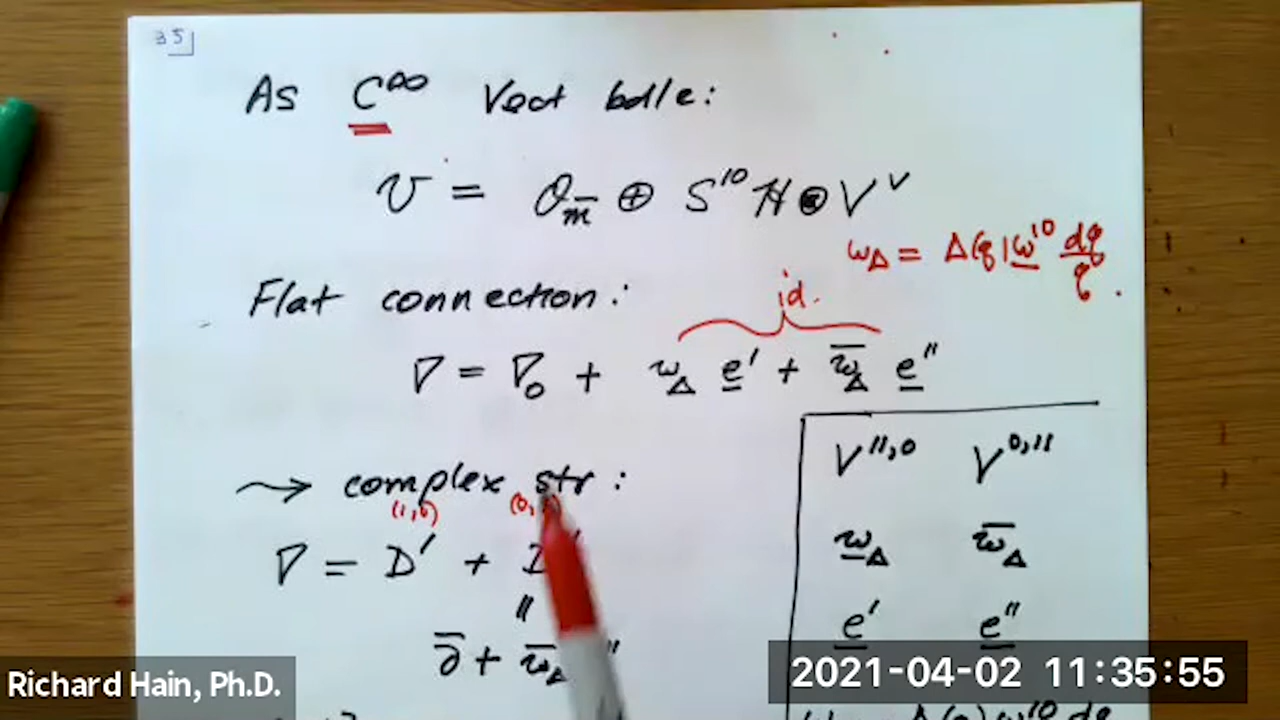 35
As C^∞ Vect bdle:
𝒱 = O_M̄ ⊕ S^10 H ⊗ V^∨
ω_Δ = Δ(q) w^10 dq/q .
Flat connection:
id.
∇ = ∇_0 + ω_Δ e' + ω̄_Δ e''
⇝ complex str:
(1,0) (0,
∇ = D' + D
"
∂̄ + ω̄_Δ "
V^11,0 V^0,11
ω_Δ ω̄_Δ
e' e''
Richard Hain, Ph.D.
2021-04-02 11:35:55